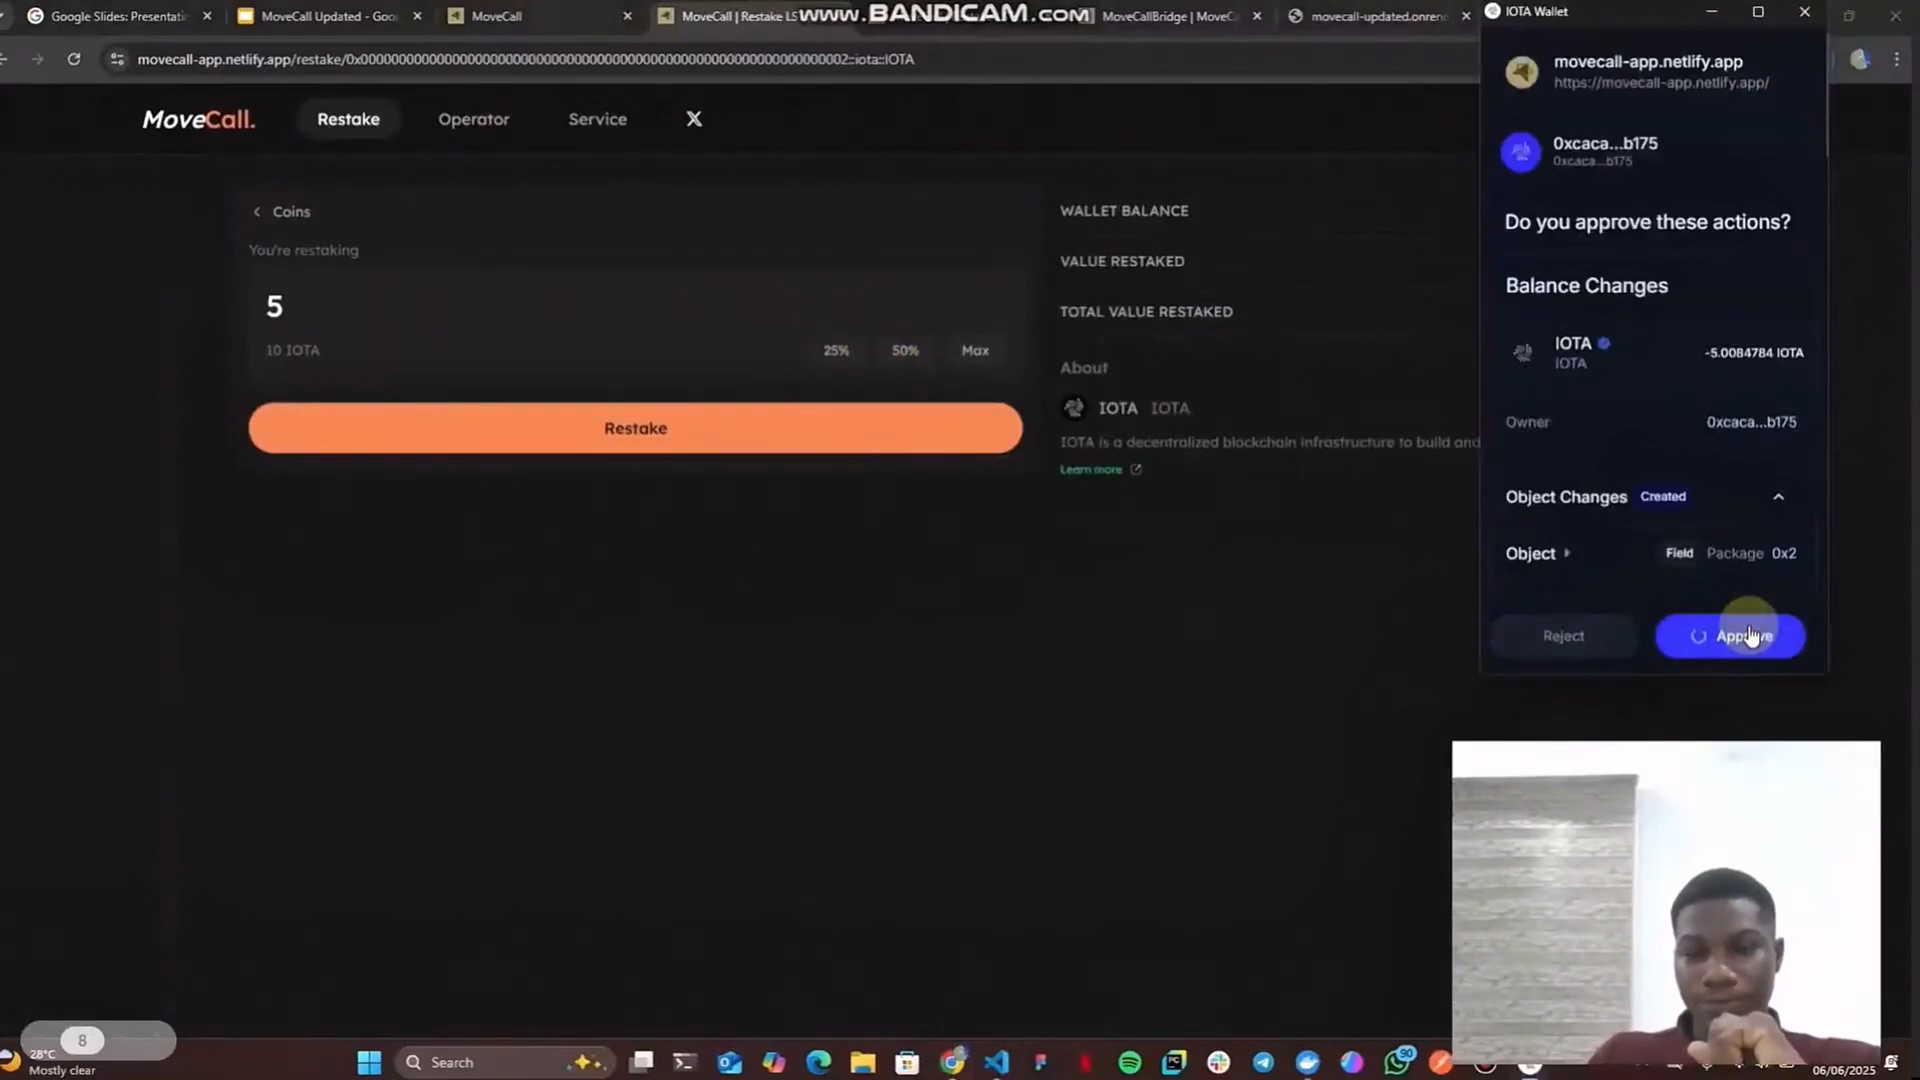 Google Slides: Presentatio
MoveCall Updated - Goo
MoveCall
MoveCall | Restake LS
www.BANDICAM.com
MoveCallBridge | MoveC
movecall-updated.onren
IOTA Wallet
movecall-app.netlify.app/restake/0x0000000000000000000000000000000000000000000000000000000000000002::iota::IOTA
MoveCall.
Restake
Operator
Service
X
Coins
You're restaking
5
10 IOTA
25%
50%
Max
Restake
WALLET BALANCE
VALUE RESTAKED
TOTAL VALUE RESTAKED
About
IOTA IOTA
IOTA is a decentralized blockchain infrastructure to build and
Learn more
movecall-app.netlify.app
https://movecall-app.netlify.app/
0xcaca...b175
0xcaca...b175
Do you approve these actions?
Balance Changes
IOTA
IOTA
-5.0084784 IOTA
Owner
0xcaca...b175
Object Changes Created
Object
Field Package 0x2
Reject
Approve
8
28°C
Mostly clear
Search
90
06/06/2025